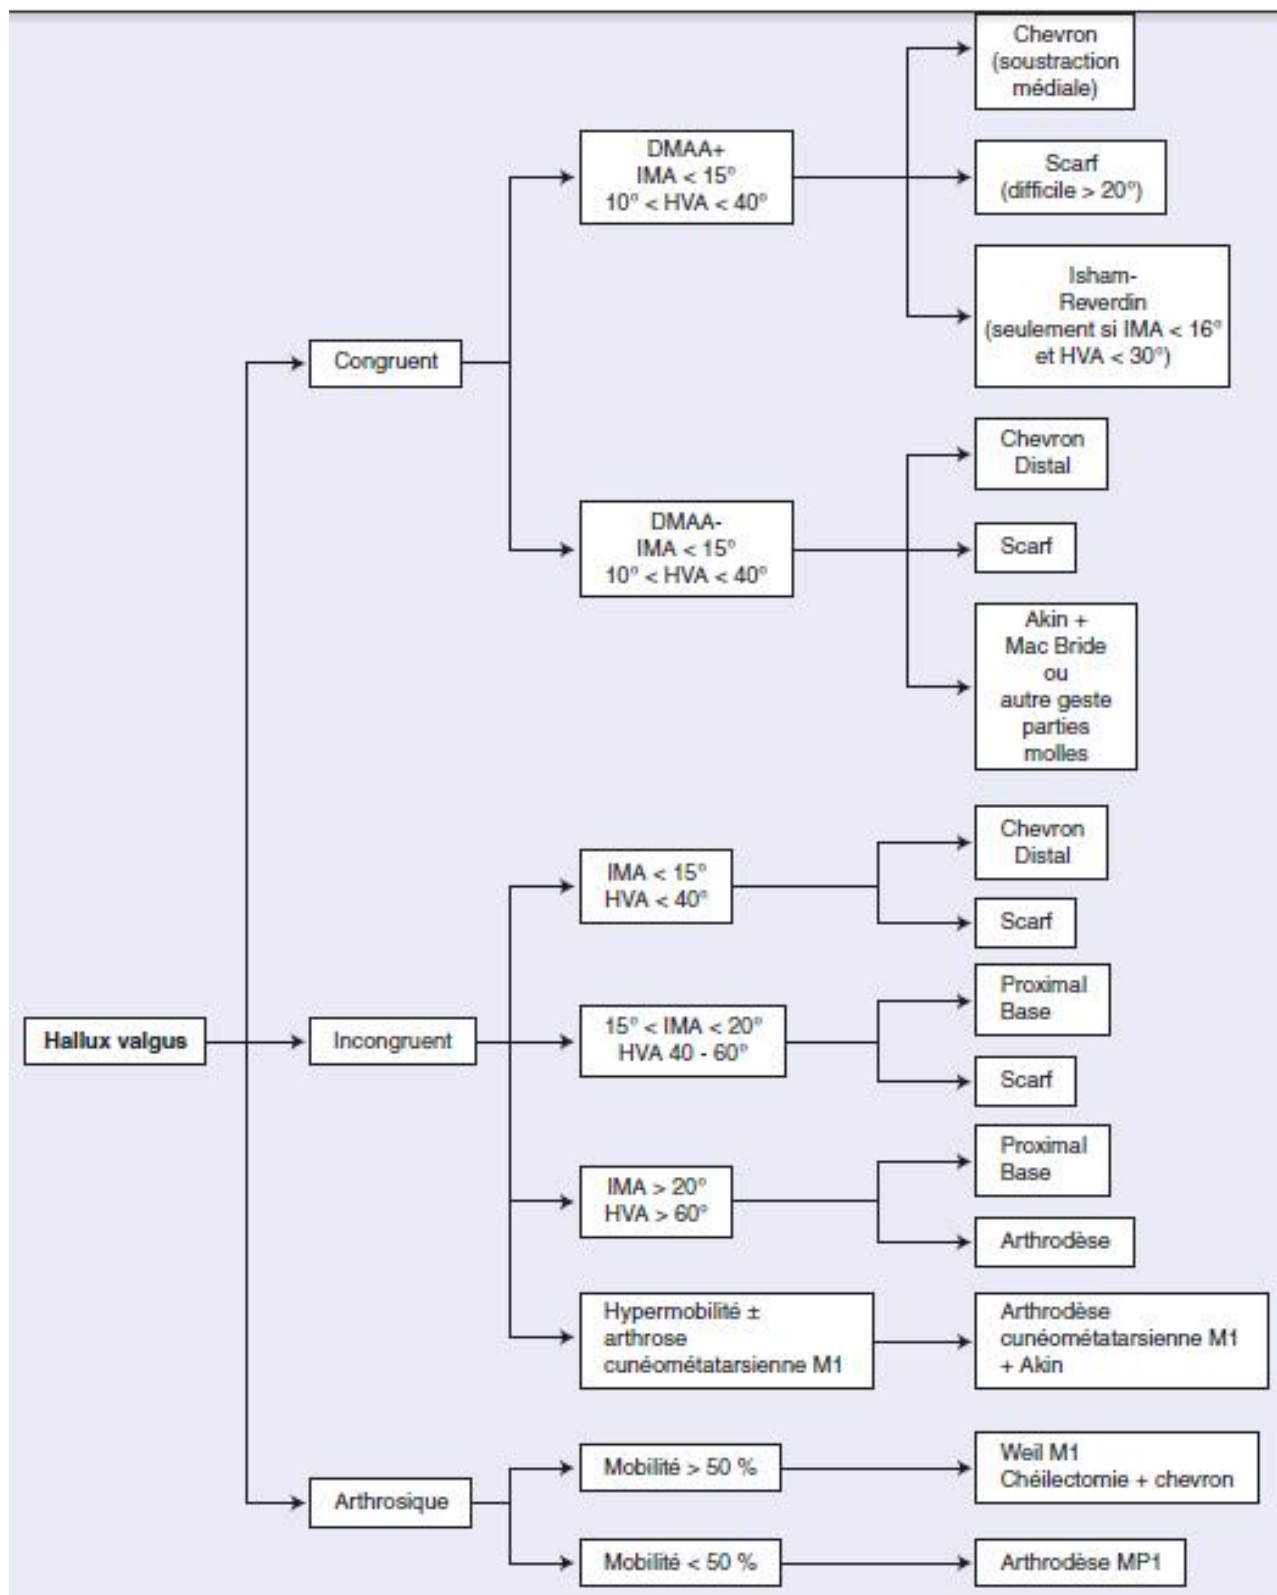 Chevron
(soustraction
médiale)
DMAA+
IMA < 15°
10° < HVA < 40°
Scarf
(difficile > 20°)
Isham-
Reverdin
(seulement si IMA < 16°
et HVA < 30°)
Congruent
Chevron
Distal
DMAA-
IMA < 15°
10° < HVA < 40°
Scarf
Akin +
Mac Bride
ou
autre geste
parties
molles
Chevron
Distal
IMA < 15°
HVA < 40°
Scarf
Proximal
Base
Hallux valgus
Incongruent
15° < IMA < 20°
HVA 40 - 60°
Scarf
Proximal
Base
IMA > 20°
HVA > 60°
Arthrodèse
Hypermobilité ±
arthrose
cunéométatarsienne M1
Arthrodèse
cunéométatarsienne M1
+ Akin
Mobilité > 50 %
Weil M1
Chéilectomie + chevron
Arthrosique
Mobilité < 50 %
Arthrodèse MP1